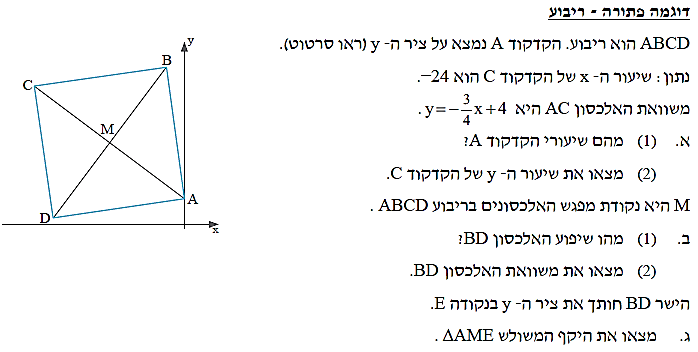 דוגמה פתורה - ריבוע
ABCD הוא ריבוע. הקדקוד A נמצא על ציר ה- y (ראו סרטוט).
נתון: שיעור ה- x של הקדקוד C הוא 24–.
משוואת האלכסון AC היא y=−\frac{3}{4}x+4 .
א. (1) מהם שיעורי הקדקוד A?
(2) מצאו את שיעור ה- y של הקדקוד C.
M היא נקודת מפגש האלכסונים בריבוע ABCD .
ב. (1) מהו שיפוע האלכסון BD?
(2) מצאו את משוואת האלכסון BD.
הישר BD חותך את ציר ה- y בנקודה E.
ג. מצאו את היקף המשולש ΔAME .
y
B
C
M
A
D
x